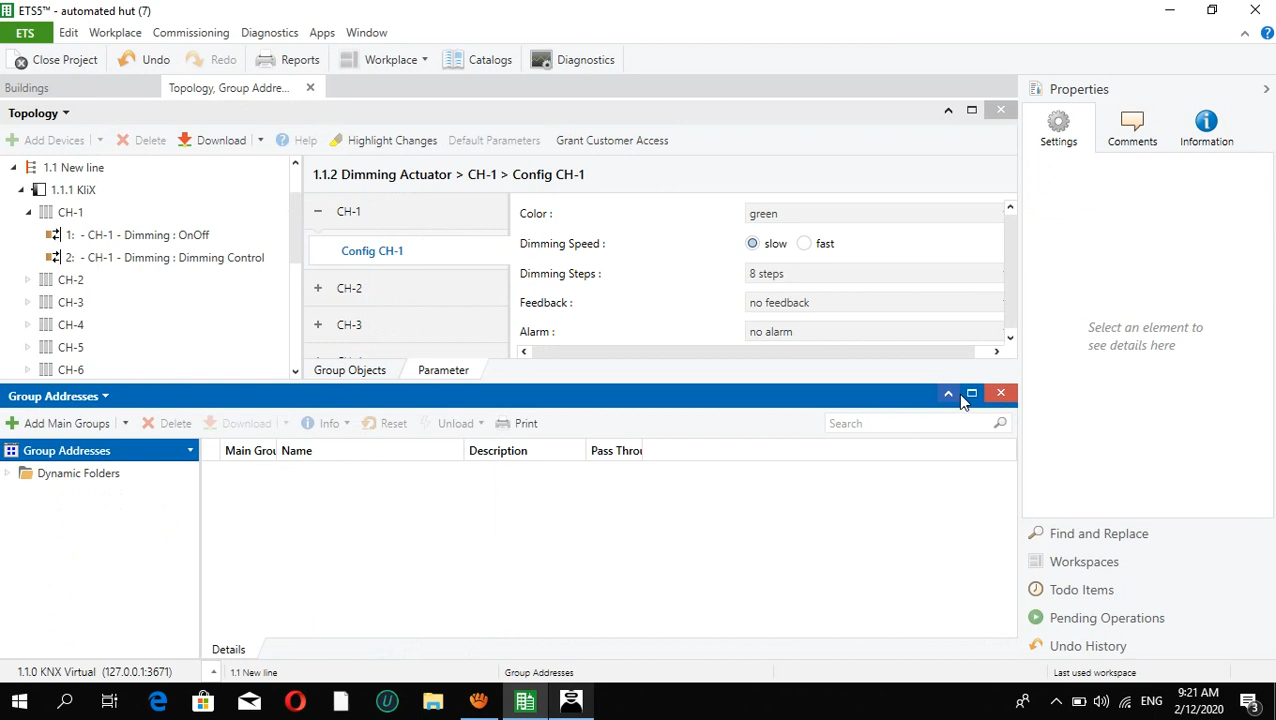 ETS5™ - automated hut (7)
ETS Edit Workplace Commissioning Diagnostics Apps Window
Close Project Undo Redo Reports Workplace Catalogs Diagnostics
Buildings Topology, Group Addre...
Topology
Add Devices Delete Download Help Highlight Changes Default Parameters Grant Customer Access
1.1 New line
1.1.1 KliX
CH-1
1: - CH-1 - Dimming : OnOff
2: - CH-1 - Dimming : Dimming Control
CH-2
CH-3
CH-4
CH-5
CH-6
1.1.2 Dimming Actuator > CH-1 > Config CH-1
CH-1
Config CH-1
CH-2
CH-3
Color : green
Dimming Speed : slow fast
Dimming Steps : 8 steps
Feedback : no feedback
Alarm : no alarm
Group Objects Parameter
Group Addresses
Add Main Groups Delete Download Info Reset Unload Print Search
Group Addresses
Dynamic Folders
Main Grou Name Description Pass Throu
Details
Properties
Settings Comments Information
Select an element to
see details here
Find and Replace
Workspaces
Todo Items
Pending Operations
Undo History
1.1.0 KNX Virtual (127.0.0.1:3671) 1.1 New line Group Addresses Last used workspace
ENG
9:21 AM
2/12/2020
3